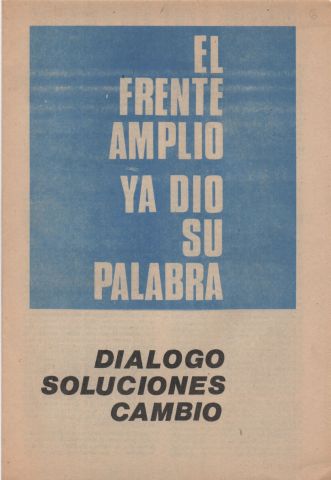 EL
FRENTE
AMPLIO
YA DIO
SU
PALABRA
DIALOGO
SOLUCIONES
CAMBIO